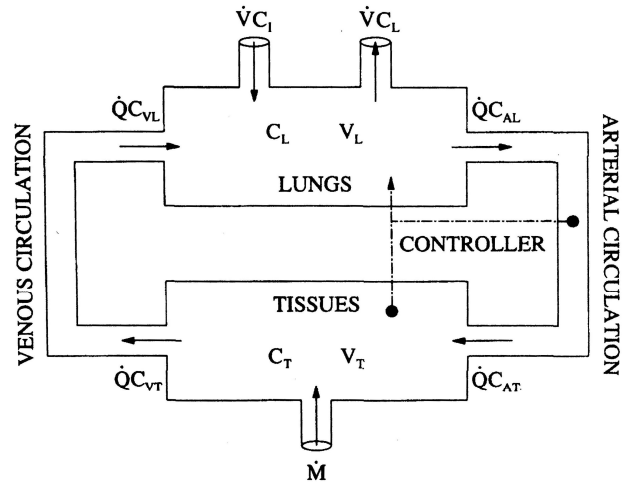 V̇C_I
V̇C_L
Q̇C_VL
Q̇C_AL
C_L
V_L
LUNGS
VENOUS CIRCULATION
ARTERIAL CIRCULATION
CONTROLLER
TISSUES
C_T
V_T
Q̇C_VT
Q̇C_AT
Ṁ